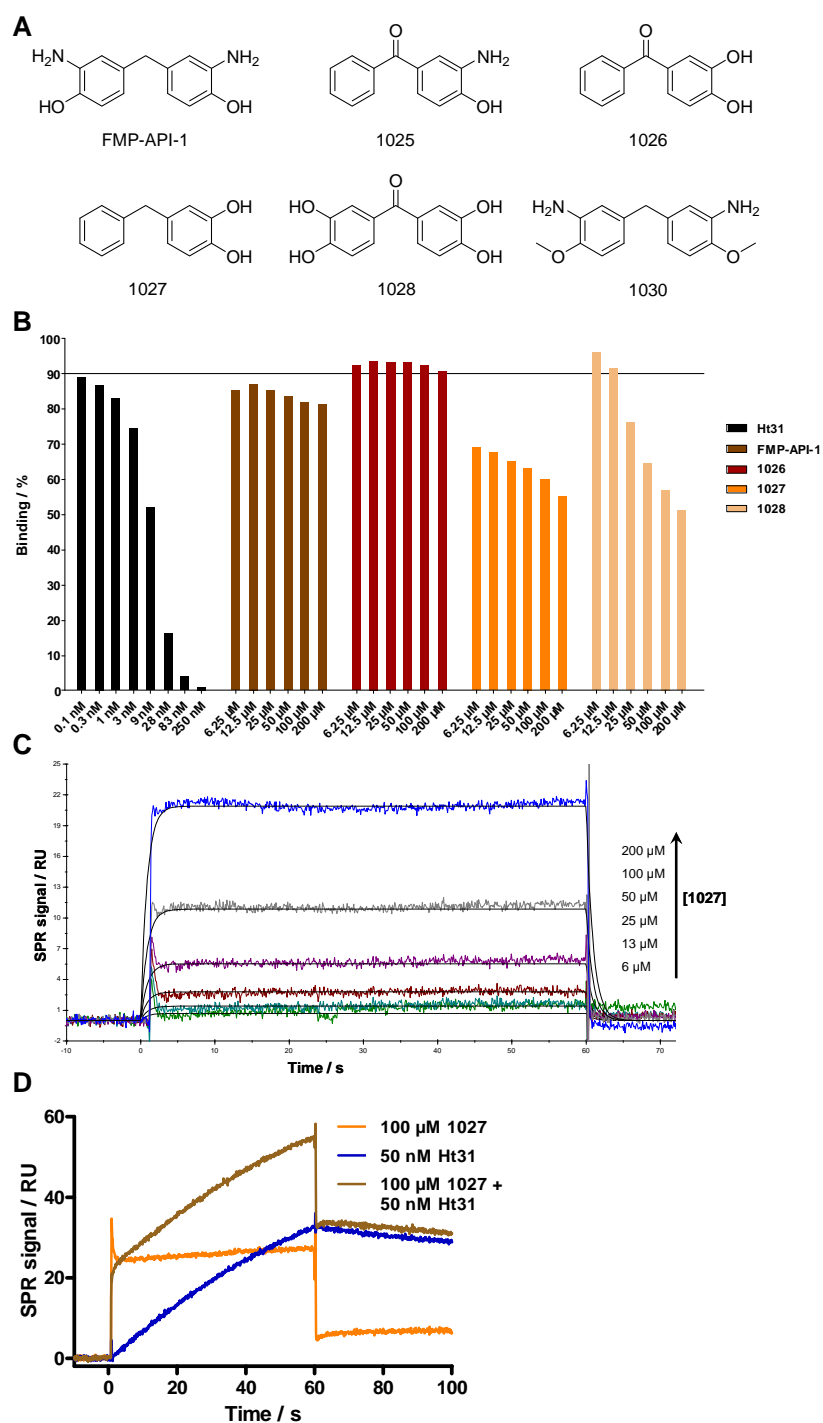 A
H₂N
NH₂
HO
OH
FMP-API-1
O
NH₂
OH
1025
O
OH
OH
1026
OH
OH
1027
O
HO
HO
OH
OH
1028
H₂N
NH₂
O
O
1030
B
100
90
80
70
60
50
40
30
20
10
0
Binding / %
0.1 nM
0.3 nM
1 nM
3 nM
9 nM
28 nM
83 nM
250 nM
6.25 µM
12.5 µM
25 µM
50 µM
100 µM
200 µM
6.25 µM
12.5 µM
25 µM
50 µM
100 µM
200 µM
6.25 µM
12.5 µM
25 µM
50 µM
100 µM
200 µM
6.25 µM
12.5 µM
25 µM
50 µM
100 µM
200 µM
Ht31
FMP-API-1
1026
1027
1028
C
25
22
19
16
13
10
7
4
1
-2
SPR signal / RU
-10
0
10
20
30
40
50
60
70
Time / s
200 µM
100 µM
50 µM
25 µM
13 µM
6 µM
[1027]
D
60
40
20
0
SPR signal / RU
0
20
40
60
80
100
Time / s
100 µM 1027
50 nM Ht31
100 µM 1027 +
50 nM Ht31